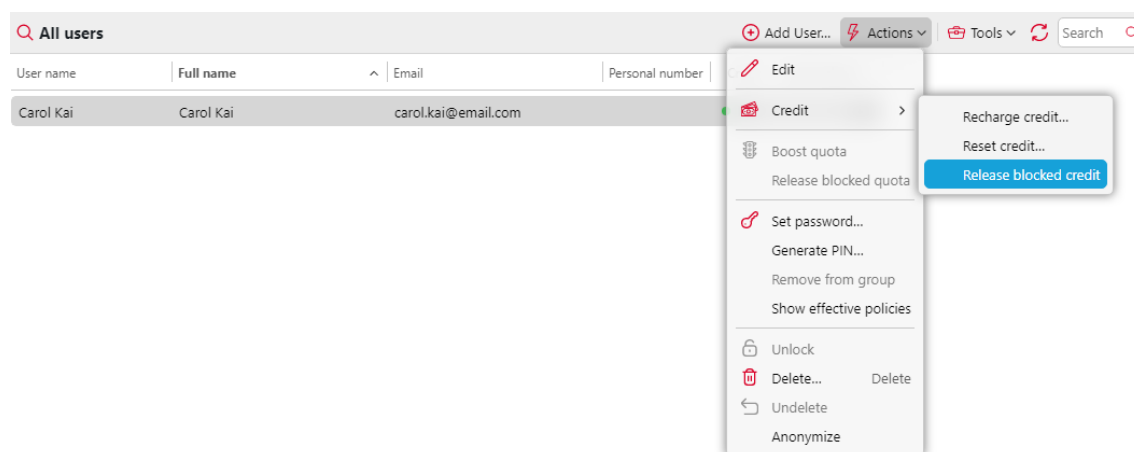 All users
Add User...
Actions
Tools
Search
User name
Full name
Email
Personal number
Carol Kai
Carol Kai
carol.kai@email.com
Edit
Credit
Recharge credit...
Reset credit...
Release blocked credit
Boost quota
Release blocked quota
Set password...
Generate PIN...
Remove from group
Show effective policies
Unlock
Delete... Delete
Undelete
Anonymize